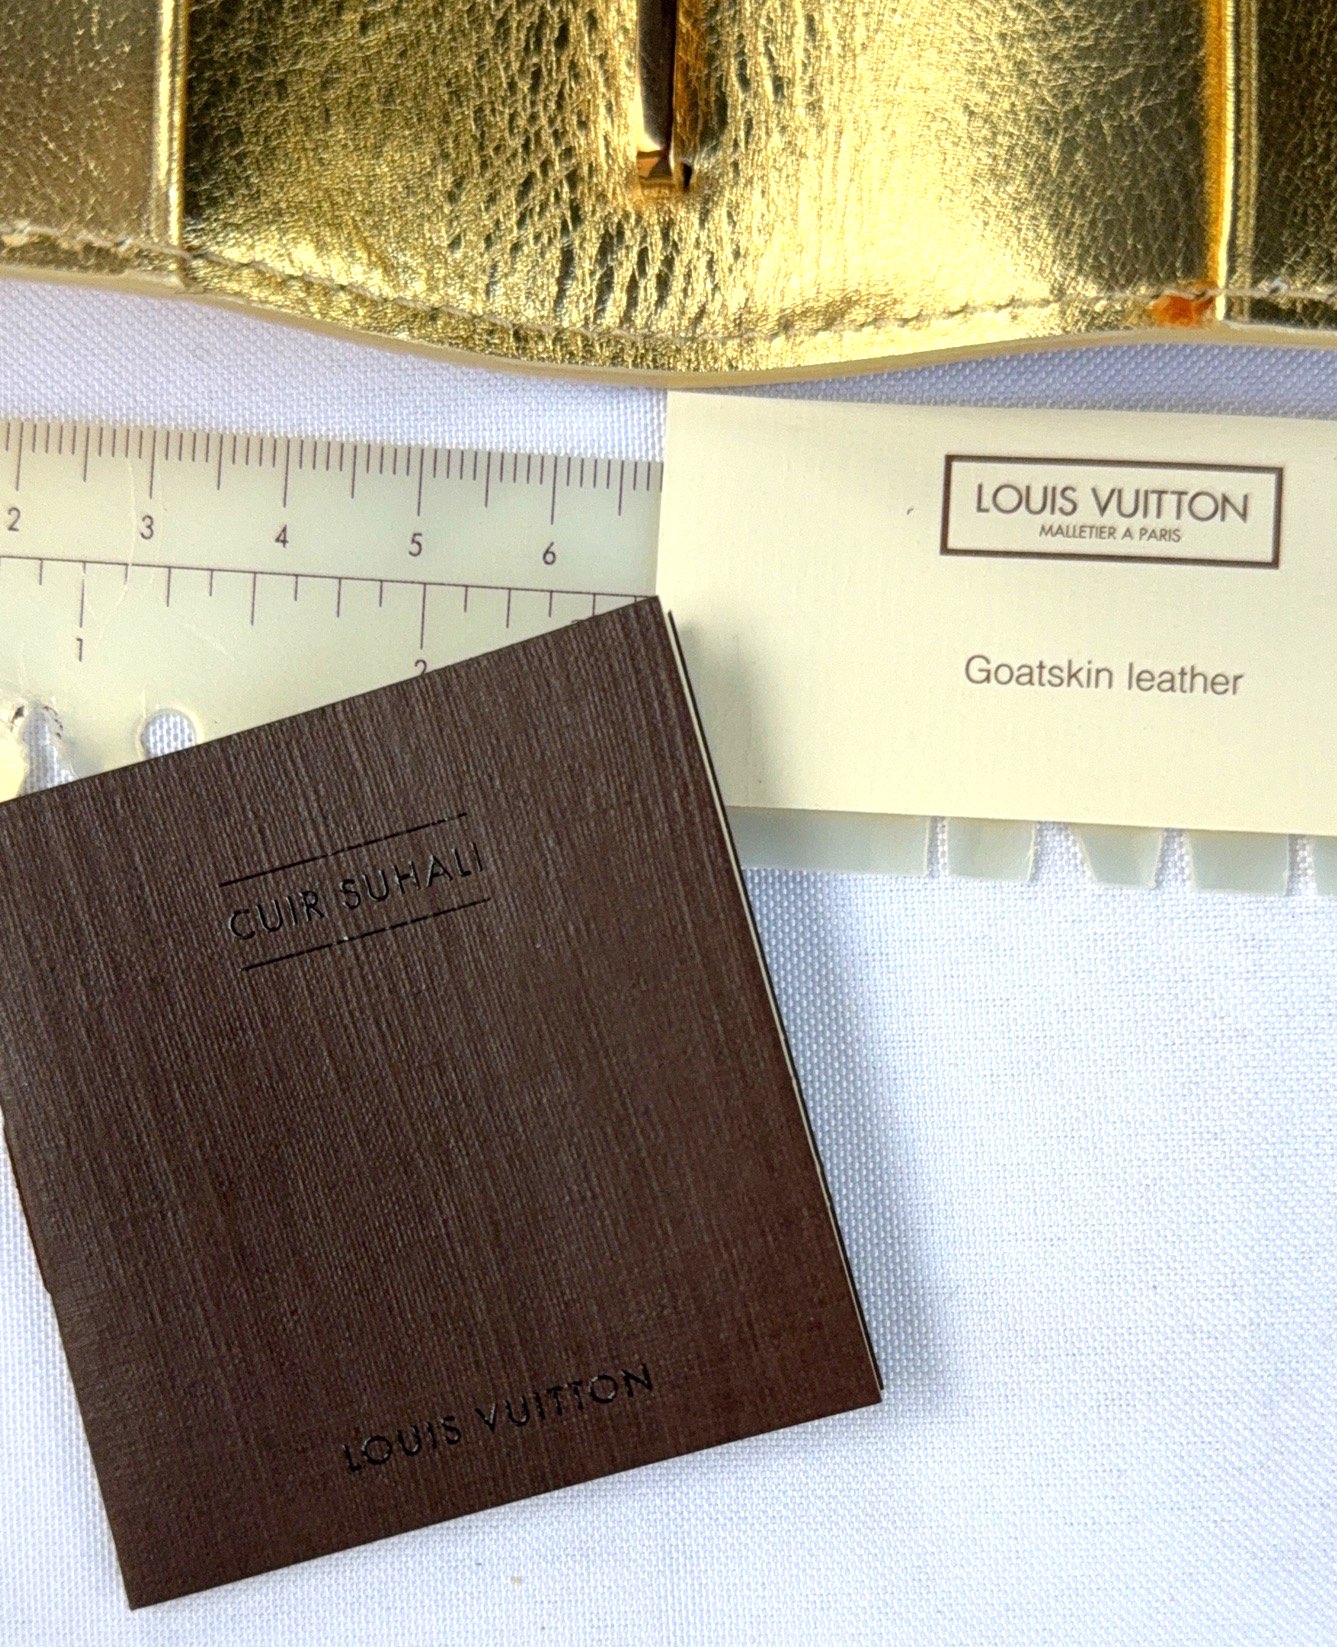 2 3 4 5 6
1 2
LOUIS VUITTON
MALLETIER A PARIS
Goatskin leather
CUIR SUHALI
LOUIS VUITTON